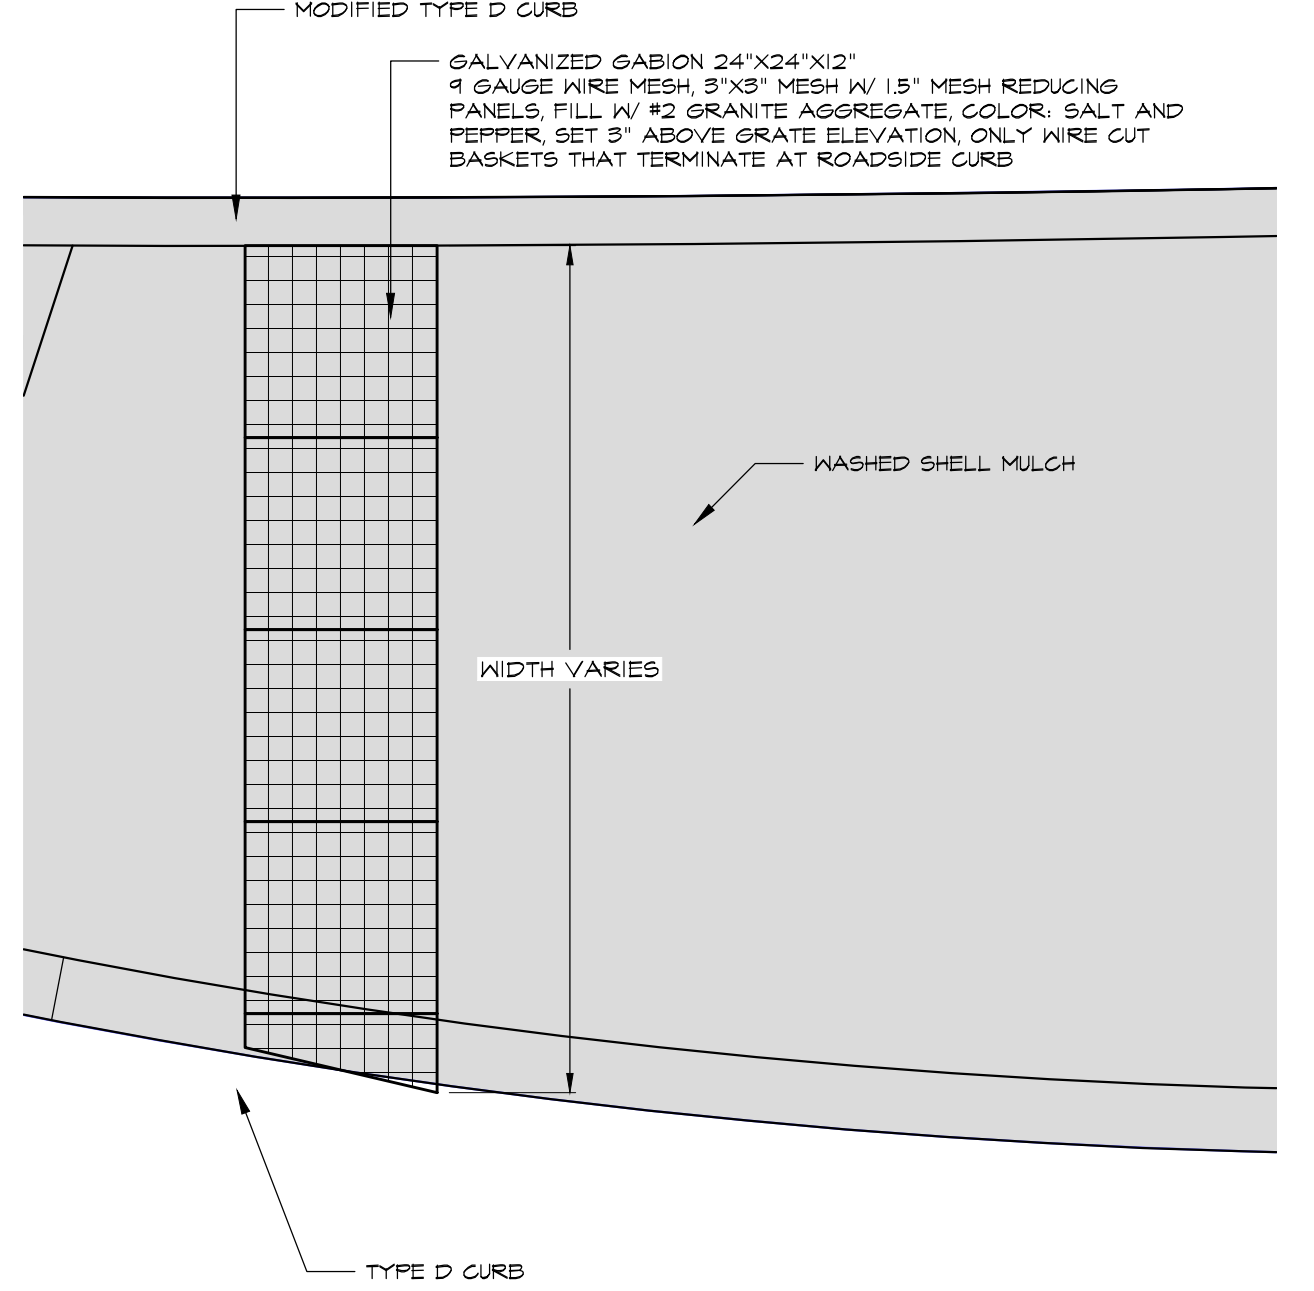 MODIFIED TYPE D CURB
GALVANIZED GABION 24"X24"X12"
9 GAUGE WIRE MESH, 3"X3" MESH W/ 1.5" MESH REDUCING
PANELS, FILL W/ #2 GRANITE AGGREGATE, COLOR: SALT AND
PEPPER, SET 3" ABOVE GRATE ELEVATION, ONLY WIRE CUT
BASKETS THAT TERMINATE AT ROADSIDE CURB
WASHED SHELL MULCH
WIDTH VARIES
TYPE D CURB